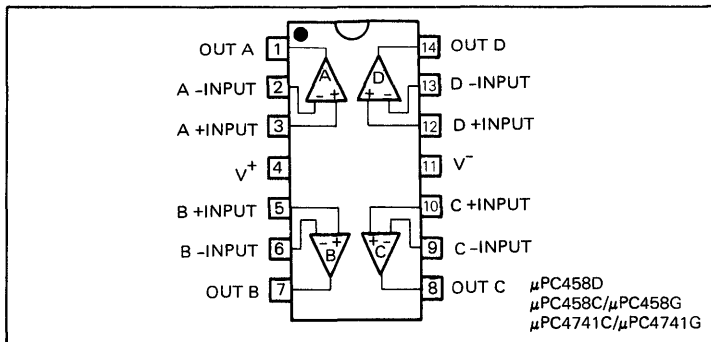 OUT A 1 14 OUT D
A -INPUT 2 A D 13 D -INPUT
- + + -
A +INPUT 3 12 D +INPUT
V+ 4 11 V-
B +INPUT 5 10 C +INPUT
- + + -
B -INPUT 6 B C 9 C -INPUT
OUT B 7 8 OUT C
μPC458D
μPC458C/μPC458G
μPC4741C/μPC4741G